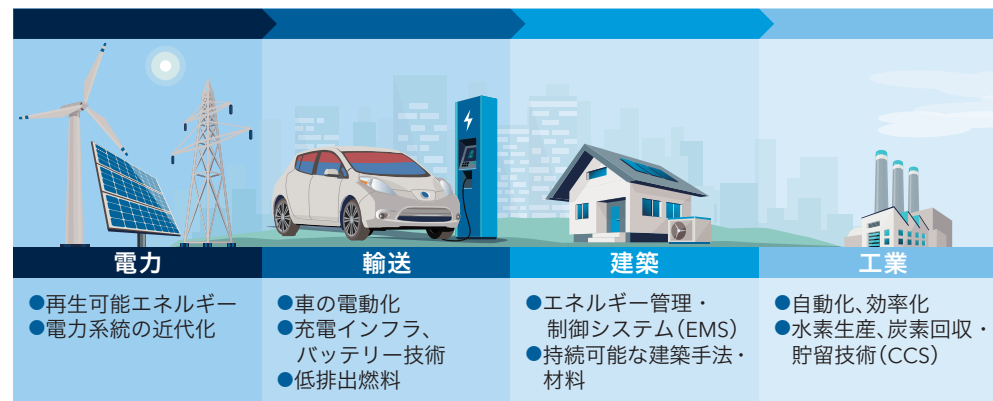 電力
●再生可能エネルギー
●電力系統の近代化
輸送
●車の電動化
●充電インフラ、
バッテリー技術
●低排出燃料
建築
●エネルギー管理・
制御システム（EMS）
●持続可能な建築手法・
材料
工業
●自動化、効率化
●水素生産、炭素回収・
貯留技術（CCS）